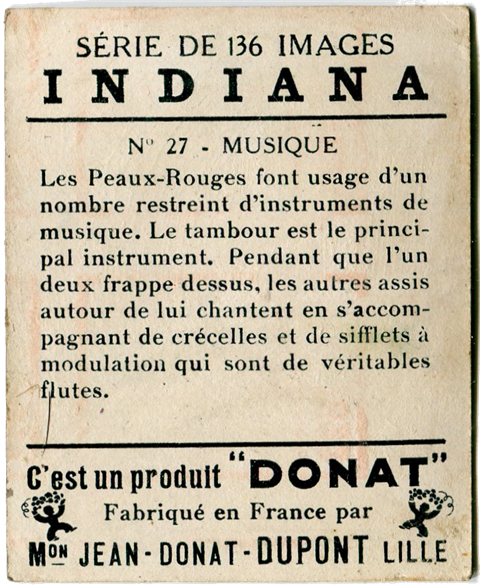 SÉRIE DE 136 IMAGES
INDIANA
N° 27 - MUSIQUE
Les Peaux-Rouges font usage d'un
nombre restreint d'instruments de
musique. Le tambour est le princi-
pal instrument. Pendant que l'un
deux frappe dessus, les autres assis
autour de lui chantent en s'accom-
pagnant de crécelles et de sifflets à
modulation qui sont de véritables
flutes.
C'est un produit "DONAT"
Fabriqué en France par
MON JEAN-DONAT-DUPONT LILLE